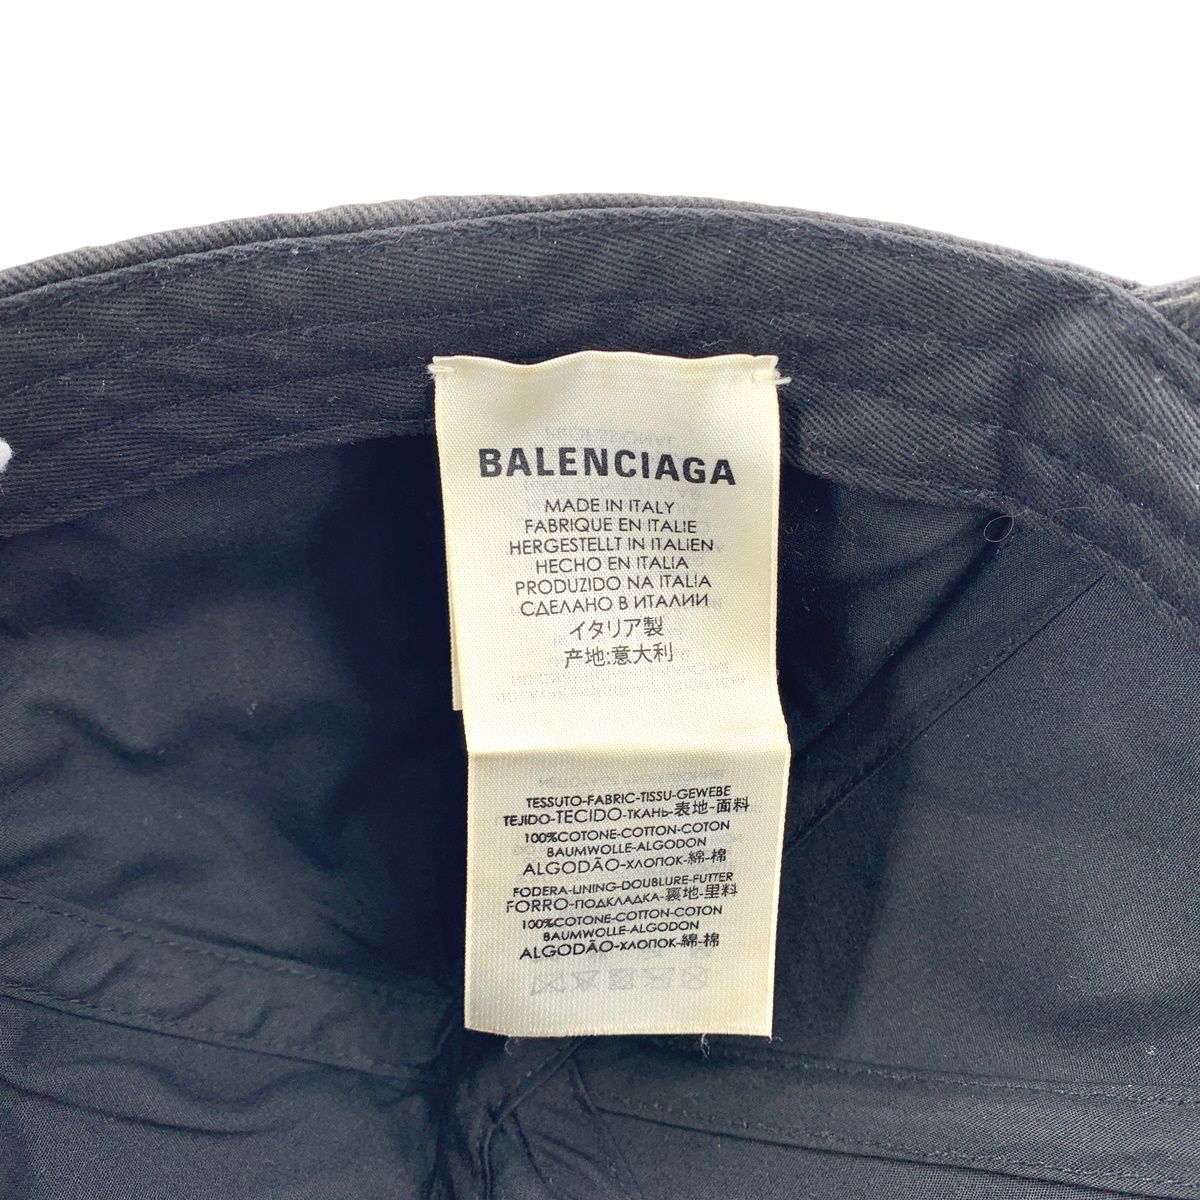 BALENCIAGA
MADE IN ITALY
FABRIQUE EN ITALIE
HERGESTELLT IN ITALIEN
HECHO EN ITALIA
PRODUZIDO NA ITALIA
СДЕЛАНО В ИТАЛИИ
イタリア製
产地:意大利
TESSUTO-FABRIC-TISSU-GEWEBE
TEJIDO-TECIDO-ТКАНЬ-表地-面料
100%COTONE-COTTON-COTON
BAUMWOLLE-ALGODON
ALGODÃO-ХЛОПОК-綿-棉
FODERA-LINING-DOUBLURE-FUTTER
FORRO-ПОДКЛАДКА-裏地-里料
100%COTONE-COTTON-COTON
BAUMWOLLE-ALGODON
ALGODÃO-ХЛОПОК-綿-棉